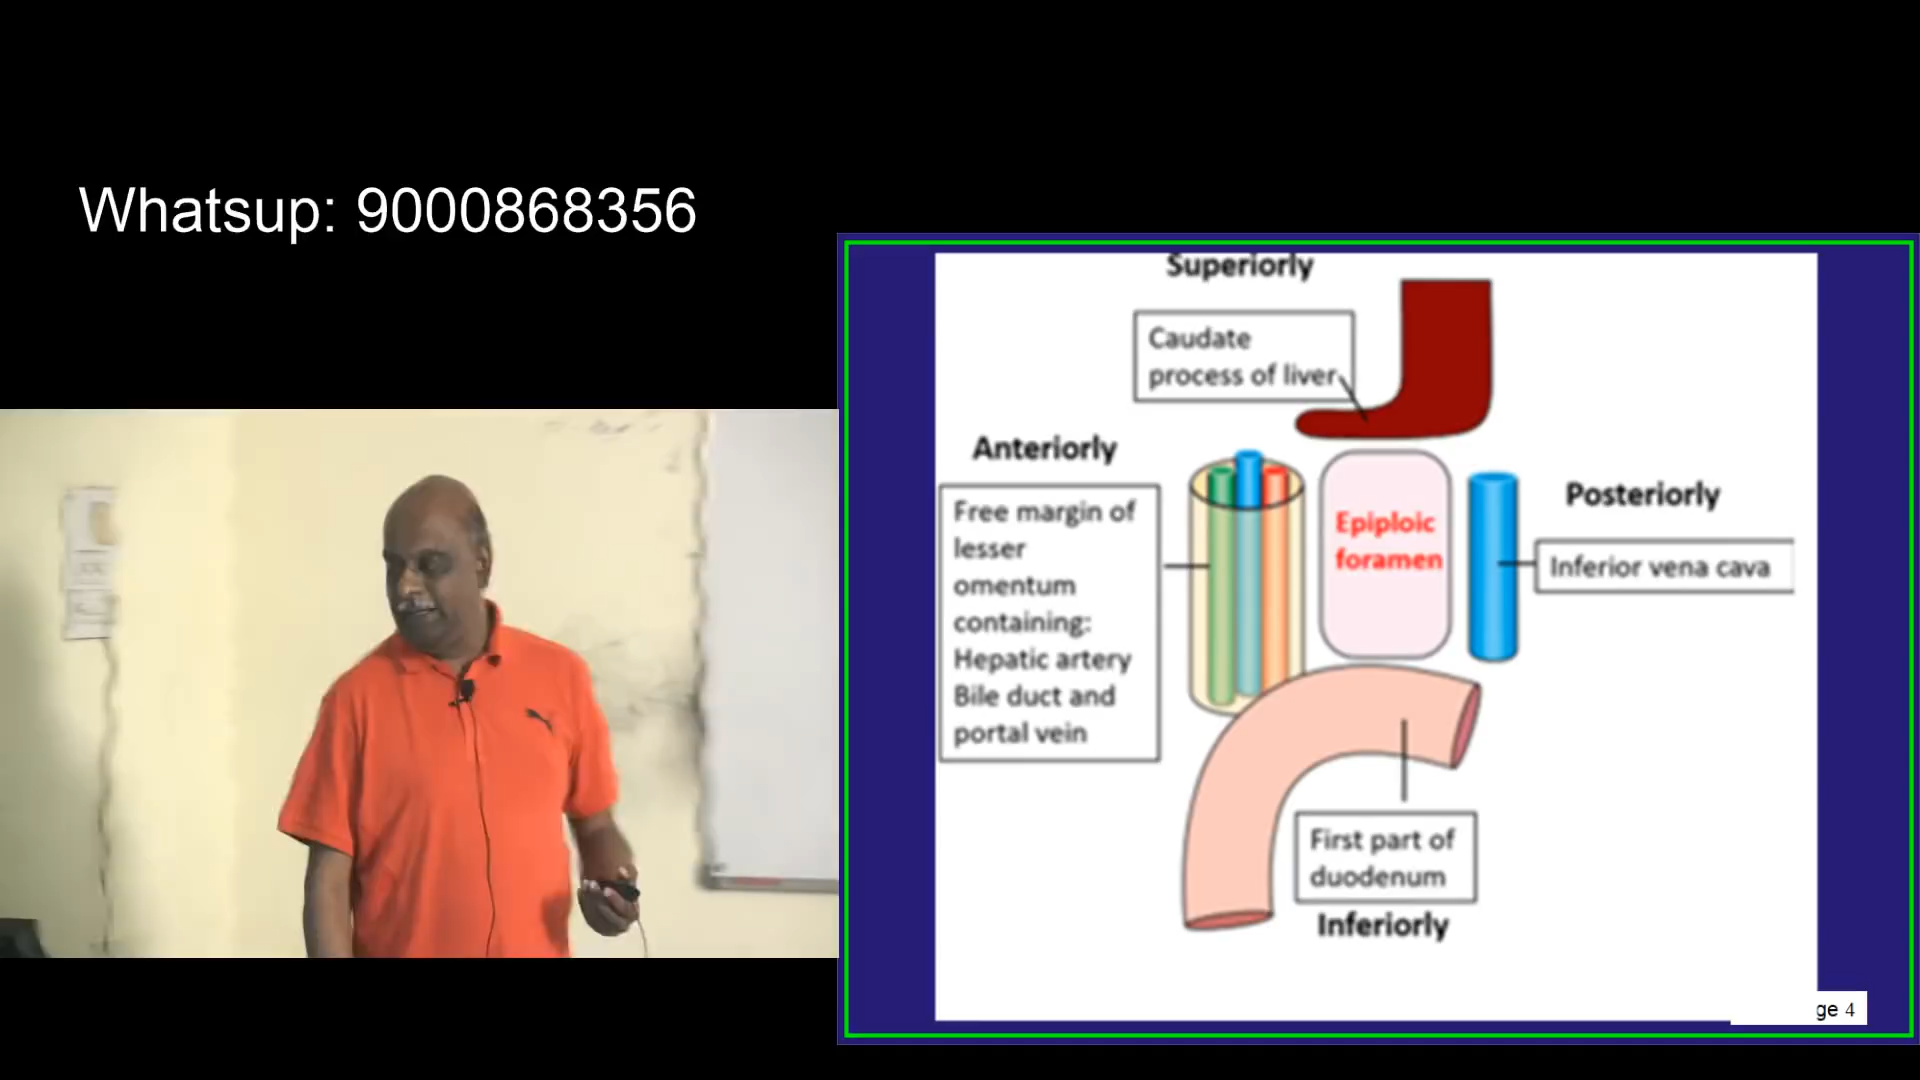 Whatsup: 9000868356
Superiorly
Caudate
process of liver
Anteriorly
Free margin of
lesser
omentum
containing:
Hepatic artery
Bile duct and
portal vein
Epiploic
foramen
Posteriorly
Inferior vena cava
First part of
duodenum
Inferiorly
ge 4